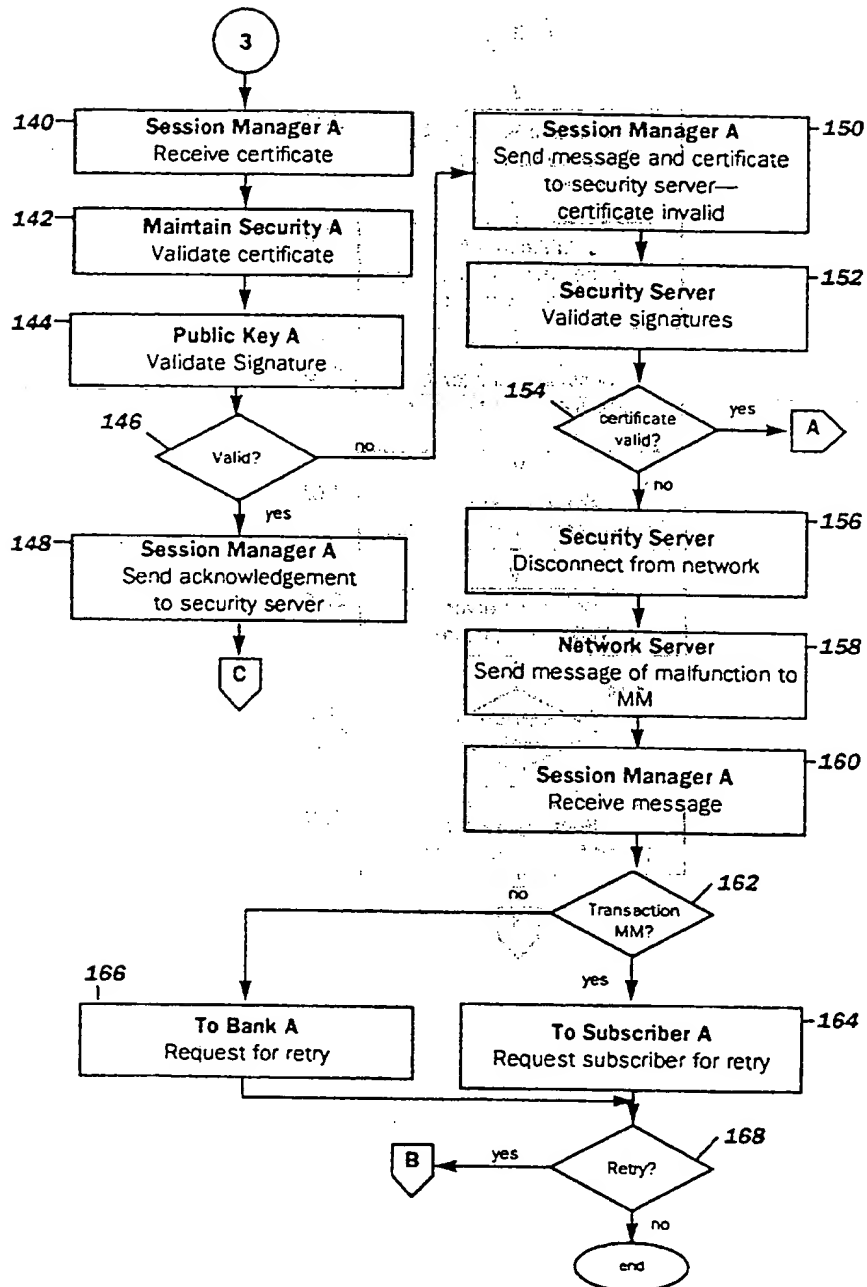 3
140
Session Manager A
Receive certificate
142
Maintain Security A
Validate certificate
144
Public Key A
Validate Signature
146
Valid?
no
yes
148
Session Manager A
Send acknowledgement
to security server
C
150
Session Manager A
Send message and certificate
to security server—
certificate invalid
152
Security Server
Validate signatures
154
certificate
valid?
yes
A
no
156
Security Server
Disconnect from network
158
Network Server
Send message of malfunction to
MM
160
Session Manager A
Receive message
162
Transaction
MM?
no
yes
166
To Bank A
Request for retry
164
To Subscriber A
Request subscriber for retry
168
Retry?
yes
B
no
end